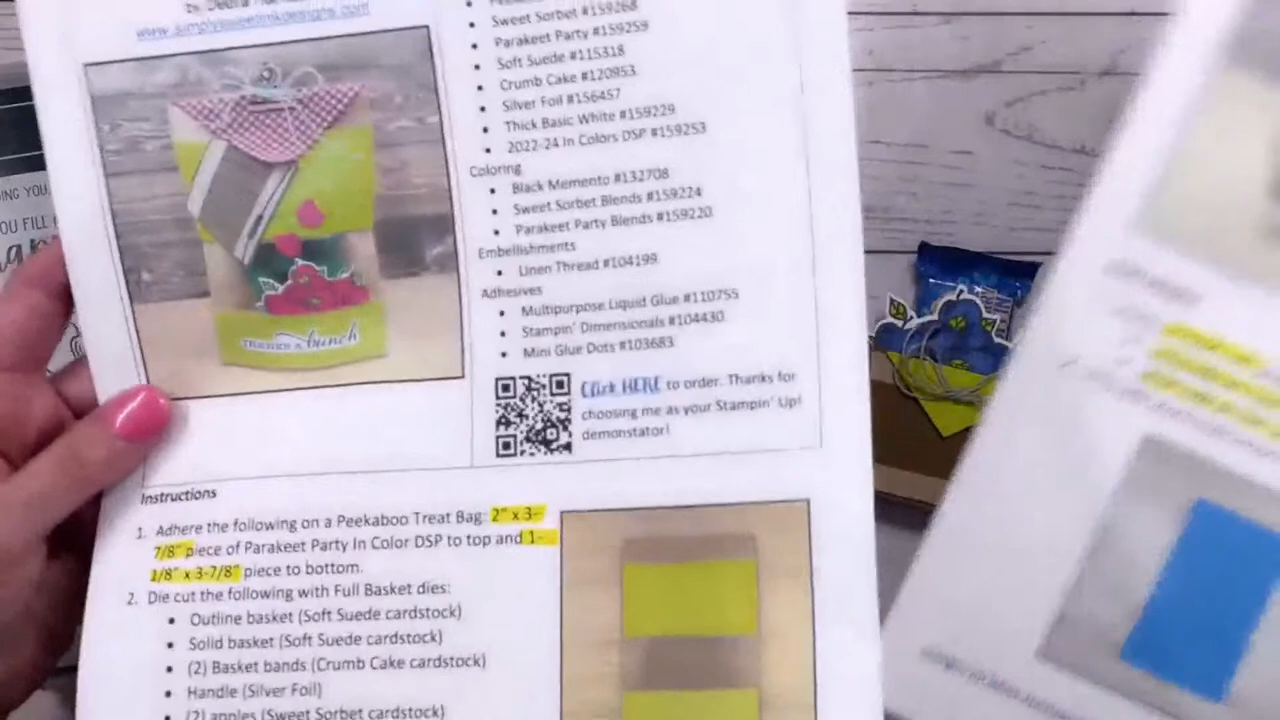 www.simplysweetmkdesigns.com
Sweet Sorbet #159268
Parakeet Party #159259
Soft Suede #115318
Crumb Cake #120953
Silver Foil #156457
Thick Basic White #159229
2022-24 In Colors DSP #159253
Coloring
Black Memento #132708
Sweet Sorbet Blends #159224
Parakeet Party Blends #159220
Embellishments
Linen Thread #104199
Adhesives
Multipurpose Liquid Glue #110755
Stampin' Dimensionals #104430
Mini Glue Dots #103683
Click HERE to order. Thanks for
choosing me as your Stampin' Up!
demonstator!
THANKS A bunch
ING YOU
OU FILL
Instructions
1. Adhere the following on a Peekaboo Treat Bag: 2" x 3-
7/8" piece of Parakeet Party In Color DSP to top and 1-
1/8" x 3-7/8" piece to bottom.
2. Die cut the following with Full Basket dies:
Outline basket (Soft Suede cardstock)
Solid basket (Soft Suede cardstock)
(2) Basket bands (Crumb Cake cardstock)
Handle (Silver Foil)
(2) apples (Sweet Sorbet cardstock)